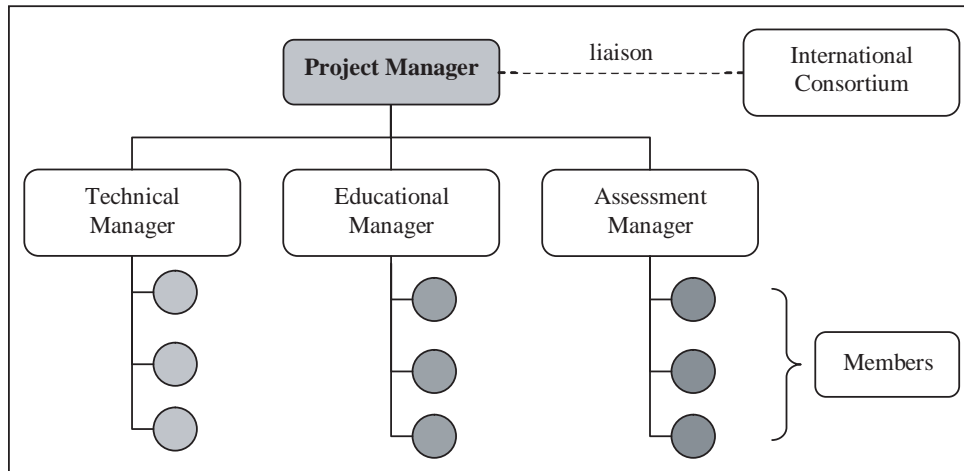 Project Manager
liaison
International
Consortium
Technical
Manager
Educational
Manager
Assessment
Manager
Members